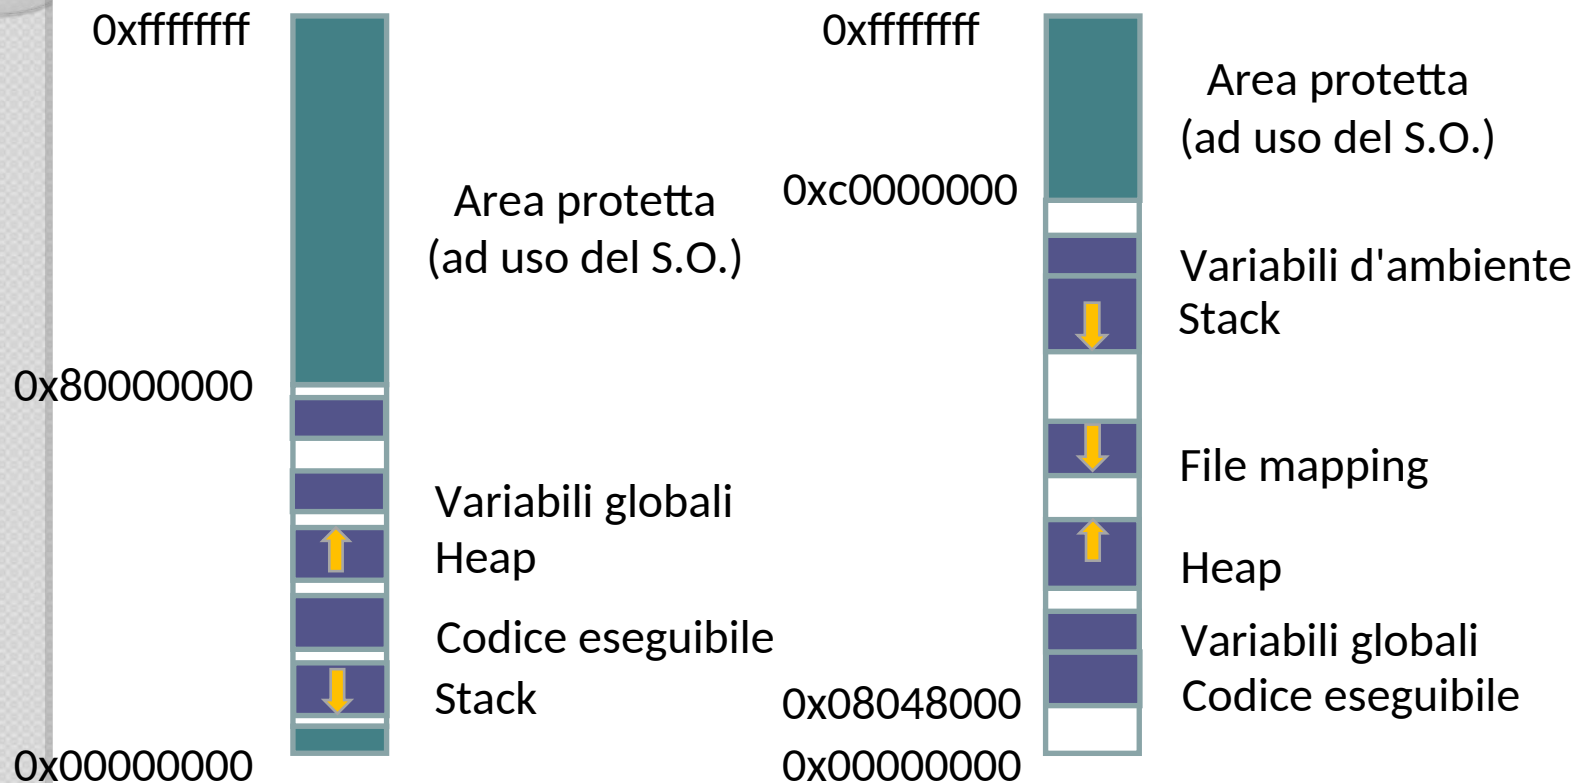 0xffffffff
Area protetta
(ad uso del S.O.)
0x80000000
Variabili globali
Heap
Codice eseguibile
Stack
0x00000000
0xffffffff
Area protetta
(ad uso del S.O.)
0xc0000000
Variabili d'ambiente
Stack
File mapping
Heap
Variabili globali
Codice eseguibile
0x08048000
0x00000000